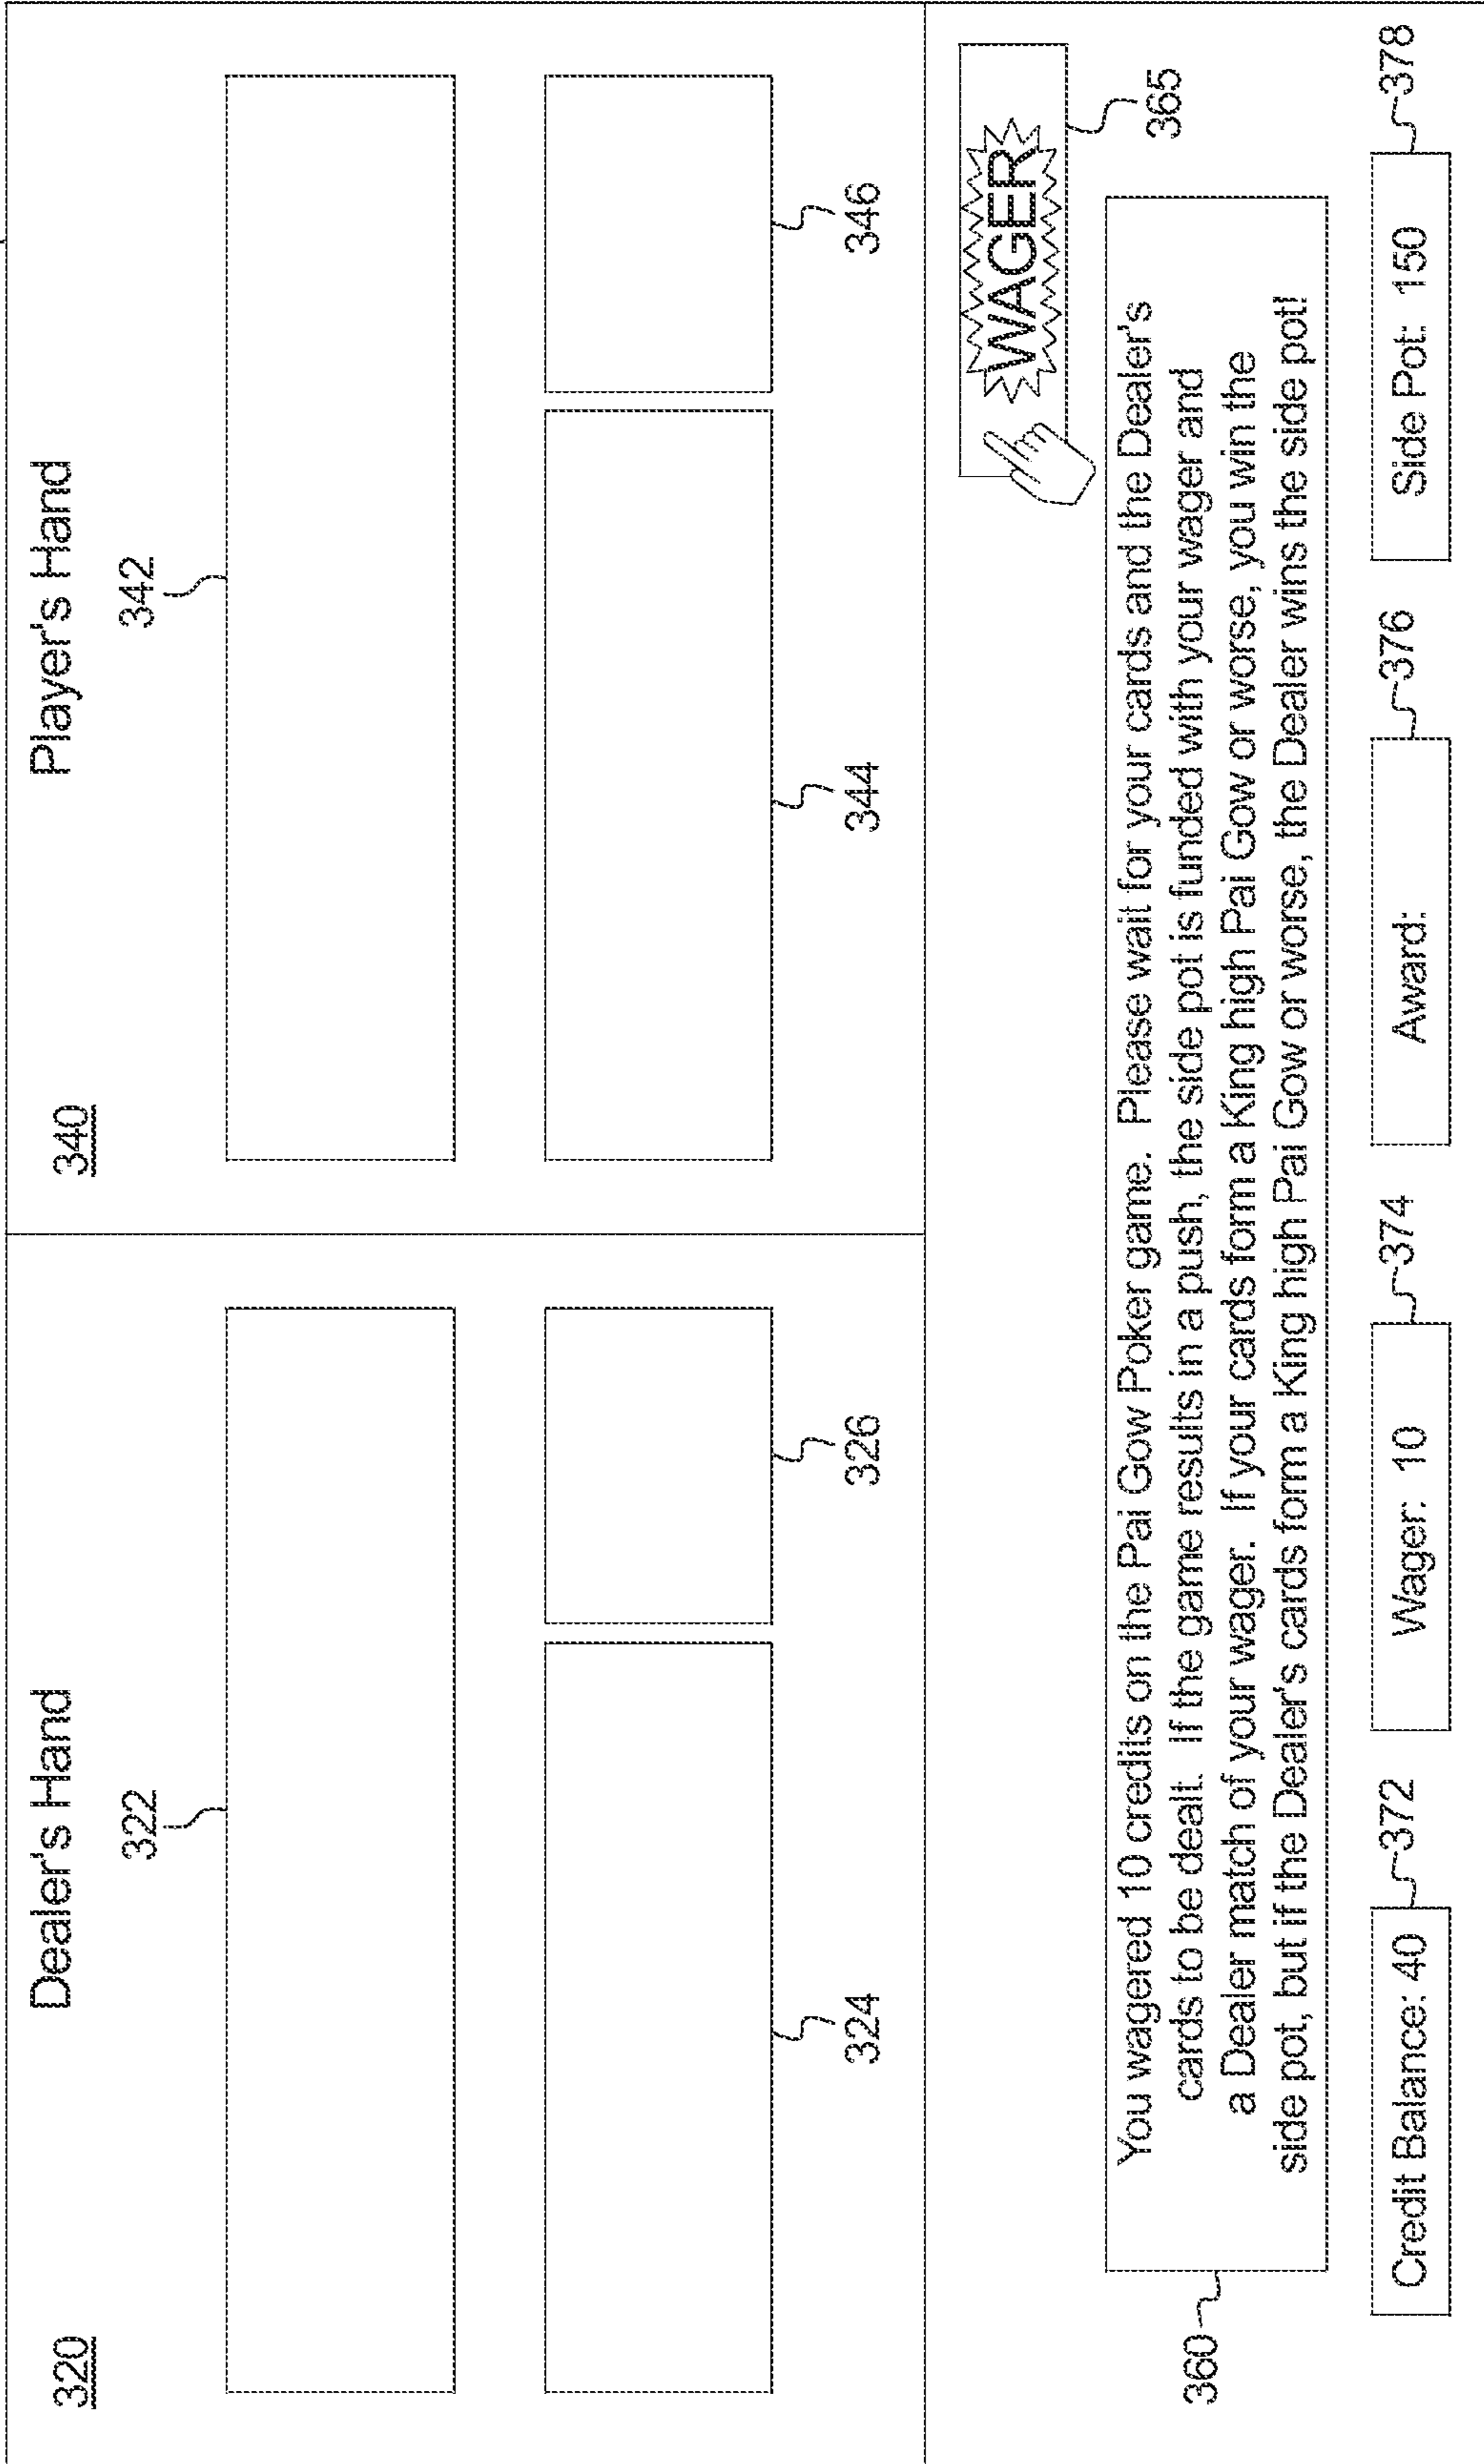 320
Dealer's Hand
322
324
326
340
Player's Hand
342
344
346
WAGER
365
360
You wagered 10 credits on the Pai Gow Poker game. Please wait for your cards and the Dealer's
cards to be dealt. If the game results in a push, the side pot is funded with your wager and
a Dealer match of your wager. If your cards form a King high Pai Gow or worse, you win the
side pot, but if the Dealer's cards form a King high Pai Gow or worse, the Dealer wins the side pot!
Credit Balance: 40
372
Wager: 10
374
Award:
376
Side Pot: 150
378